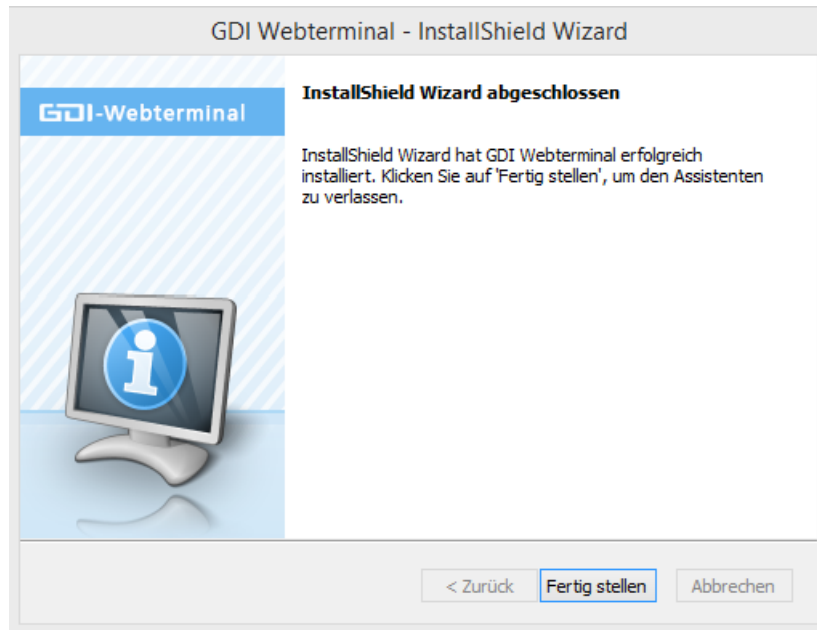 GDI Webterminal - InstallShield Wizard
GDI-Webterminal
InstallShield Wizard abgeschlossen
InstallShield Wizard hat GDI Webterminal erfolgreich
installiert. Klicken Sie auf 'Fertig stellen', um den Assistenten
zu verlassen.
< Zurück Fertig stellen Abbrechen